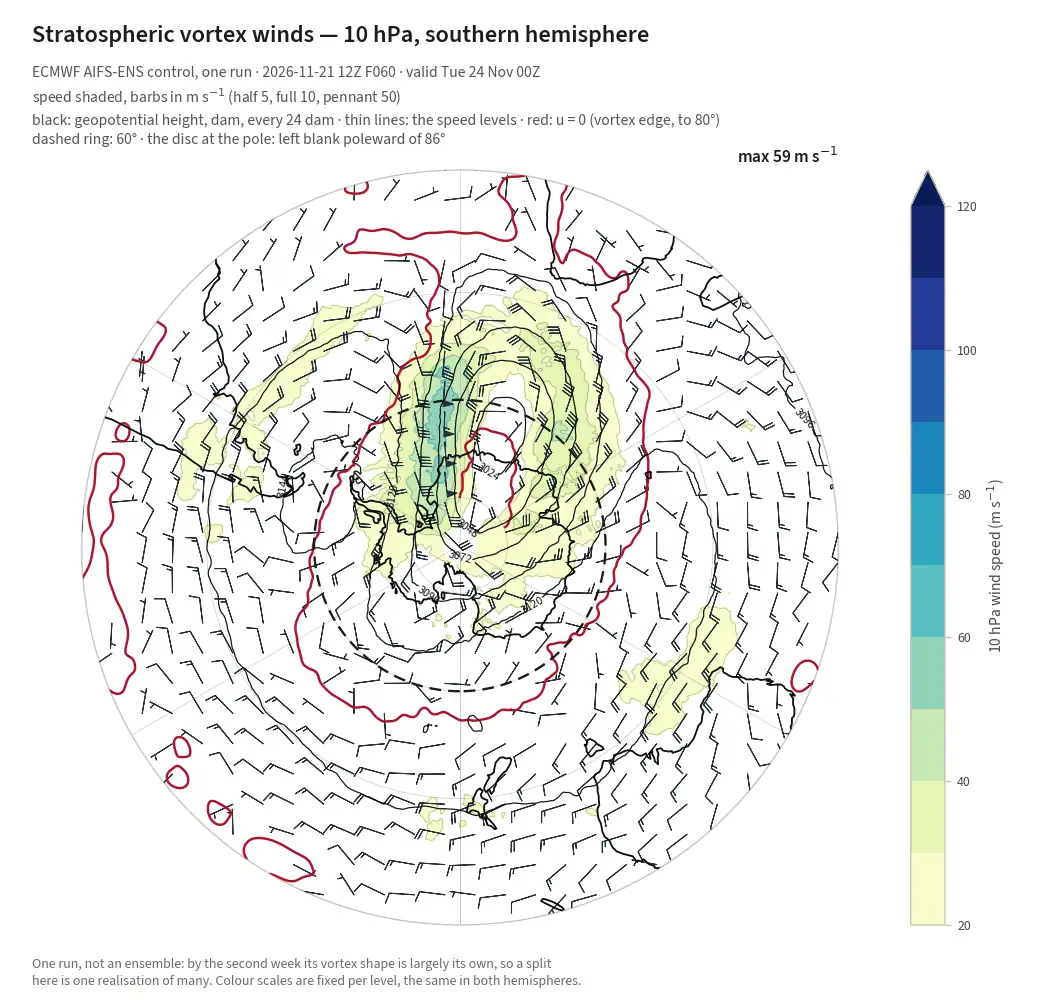 Stratospheric vortex winds — 10 hPa, southern hemisphere
ECMWF AIFS-ENS control, one run · 2026-11-21 12Z F060 · valid Tue 24 Nov 00Z
speed shaded, barbs in m s⁻¹ (half 5, full 10, pennant 50)
black: geopotential height, dam, every 24 dam · thin lines: the speed levels · red: u = 0 (vortex edge, to 80°)
dashed ring: 60° · the disc at the pole: left blank poleward of 86°
max 59 m s⁻¹
120
100
80
60
40
20
10 hPa wind speed (m s⁻¹)
3024
3048
3072
3120
One run, not an ensemble: by the second week its vortex shape is largely its own, so a split
here is one realisation of many. Colour scales are fixed per level, the same in both hemispheres.